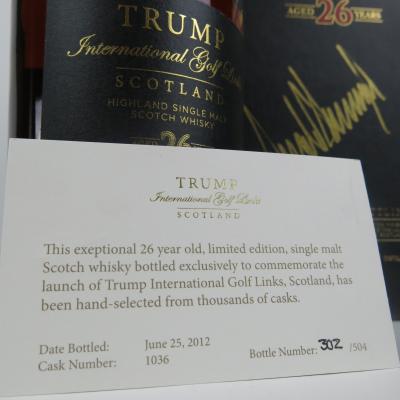 TRUMP
International Golf Links
SCOTLAND
HIGHLAND SINGLE MALT
SCOTCH WHISKY
26
AGED 26 YEARS
TRUMP
International Golf Links
SCOTLAND
This exeptional 26 year old, limited edition, single malt
Scotch whisky bottled exclusively to commemorate the
launch of Trump International Golf Links, Scotland, has
been hand-selected from thousands of casks.
Date Bottled: June 25, 2012
Cask Number: 1036
Bottle Number: 302 /504